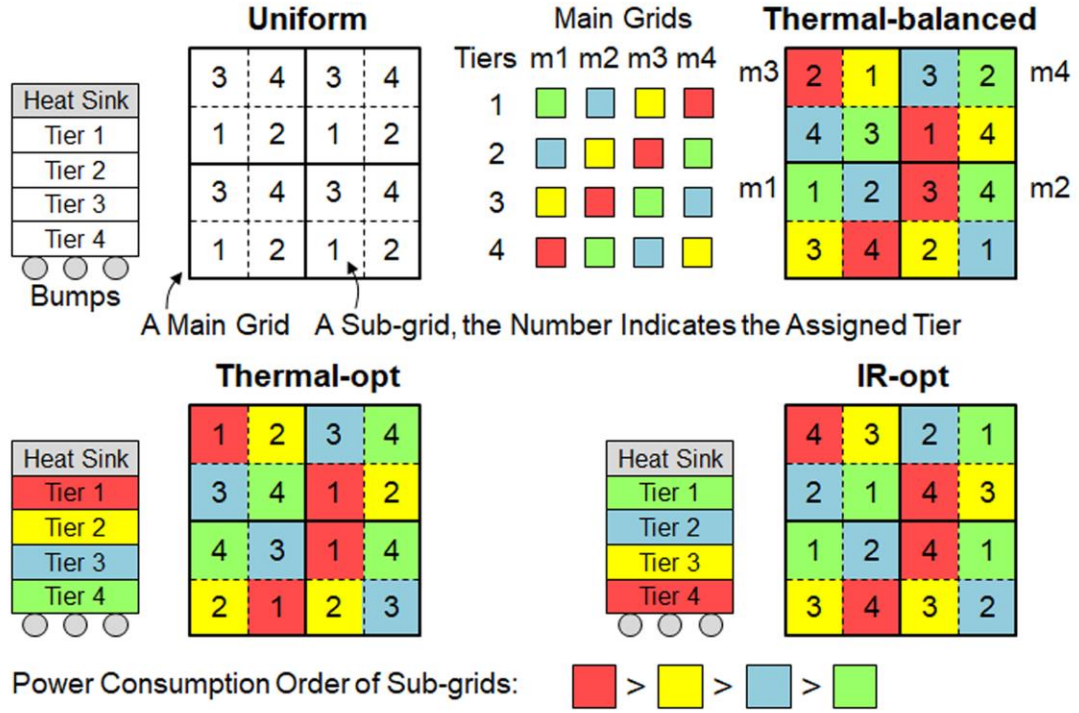 Uniform
Heat Sink
Tier 1
Tier 2
Tier 3
Tier 4
Bumps
3 4 3 4
1 2 1 2
3 4 3 4
1 2 1 2
Main Grids
Tiers m1 m2 m3 m4
1
2
3
4
Thermal-balanced
m3 2 1 3 2 m4
4 3 1 4
m1 1 2 3 4 m2
3 4 2 1
A Main Grid
A Sub-grid, the Number Indicates the Assigned Tier
Thermal-opt
Heat Sink
Tier 1
Tier 2
Tier 3
Tier 4
1 2 3 4
3 4 1 2
4 3 1 4
2 1 2 3
IR-opt
Heat Sink
Tier 1
Tier 2
Tier 3
Tier 4
4 3 2 1
2 1 4 3
1 2 4 1
3 4 3 2
Power Consumption Order of Sub-grids: > > >